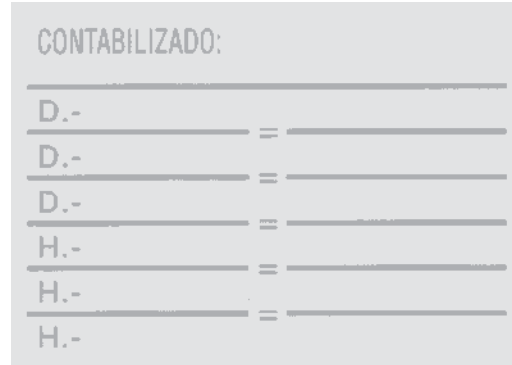 CONTABILIZADO:
D.-
=
D.-
=
D.-
=
H.-
=
H.-
=
H.-